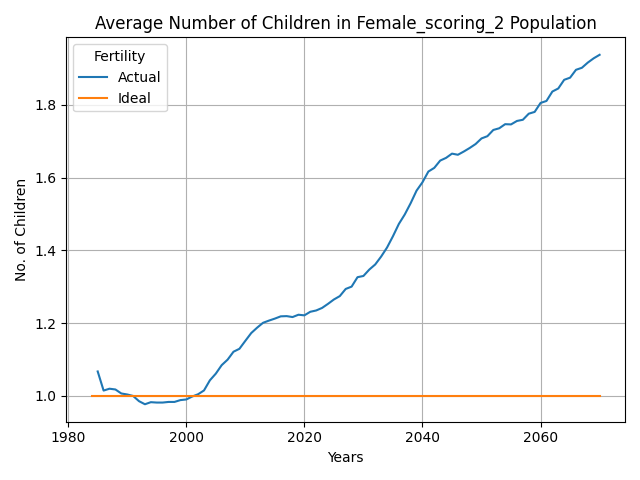 Average Number of Children in Female_scoring_2 Population
Fertility
Actual
Ideal
No. of Children
1.8
1.6
1.4
1.2
1.0
1980
2000
2020
2040
2060
Years